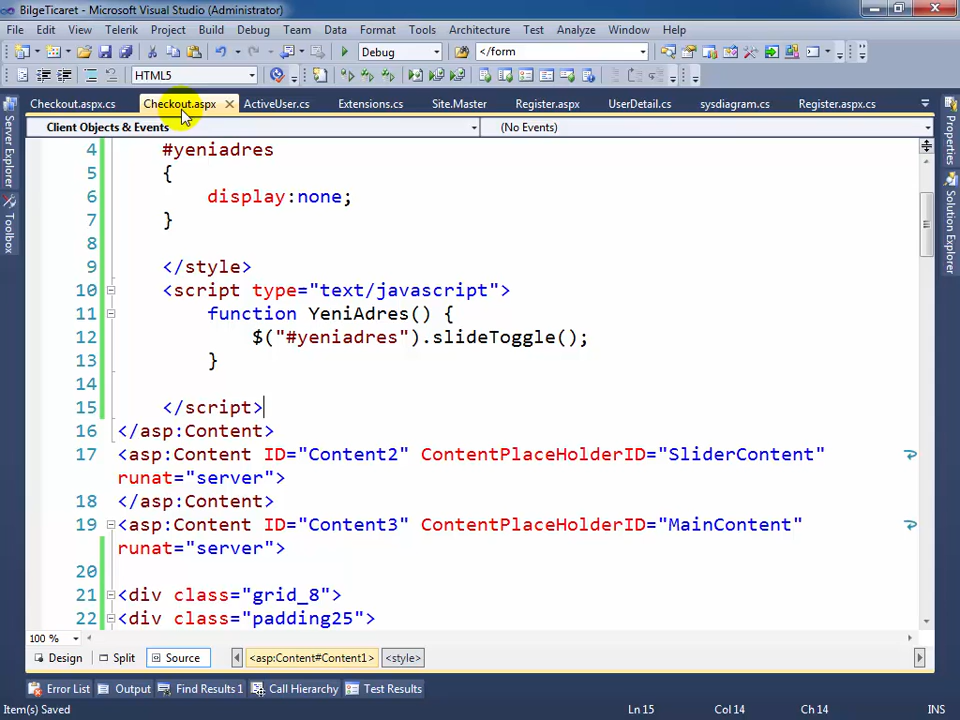 BilgeTicaret - Microsoft Visual Studio (Administrator)
File Edit View Telerik Project Build Debug Team Data Format Tools Architecture Test Analyze Window Help
Debug </form
HTML5
Checkout.aspx.cs Checkout.aspx ActiveUser.cs Extensions.cs Site.Master Register.aspx UserDetail.cs sysdiagram.cs Register.aspx.cs
Client Objects & Events (No Events)
Server Explorer
Toolbox
Properties
Solution Explorer
4 #yeniadres
5 {
6 display:none;
7 }
8
9 </style>
10 <script type="text/javascript">
11 function YeniAdres() {
12 $("#yeniadres").slideToggle();
13 }
14
15 </script>
16 </asp:Content>
17 <asp:Content ID="Content2" ContentPlaceHolderID="SliderContent"
runat="server">
18 </asp:Content>
19 <asp:Content ID="Content3" ContentPlaceHolderID="MainContent"
runat="server">
20
21 <div class="grid_8">
22 <div class="padding25">
100 %
Design Split Source <asp:Content#Content1> <style>
Error List Output Find Results 1 Call Hierarchy Test Results
Item(s) Saved Ln 15 Col 14 Ch 14 INS